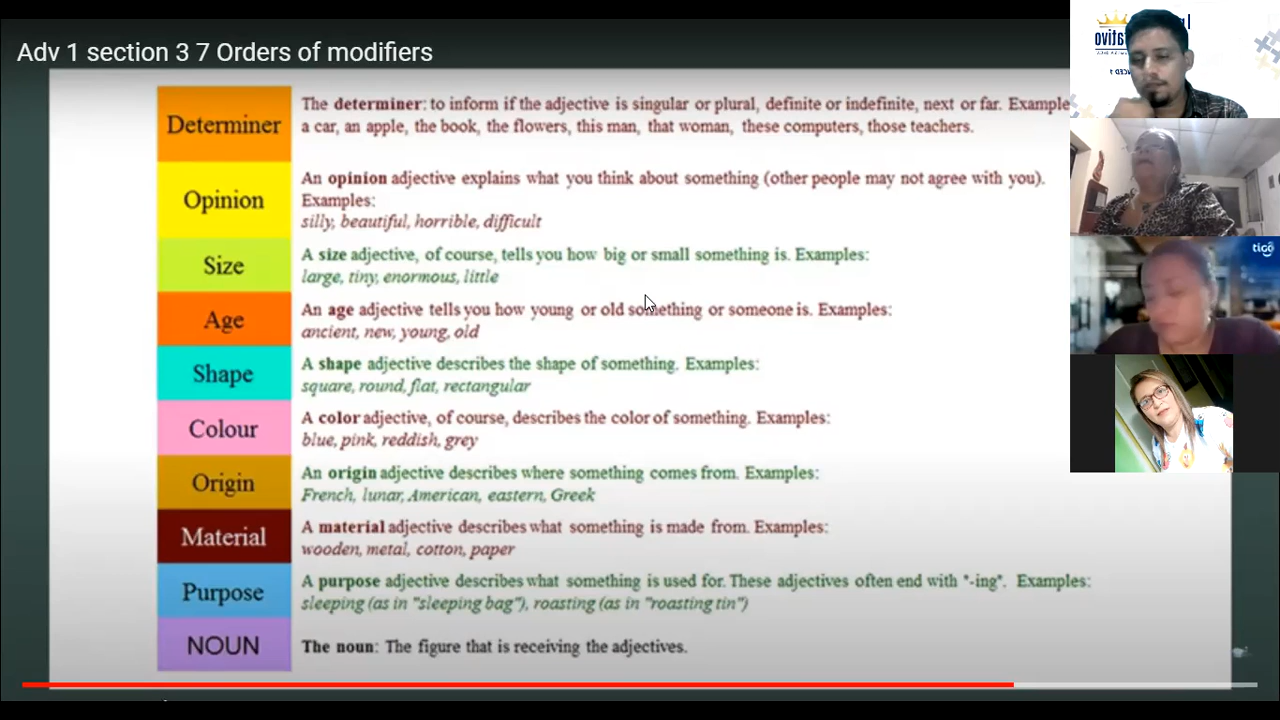 Adv 1 section 3 7 Orders of modifiers
Determiner
The determiner: to inform if the adjective is singular or plural, definite or indefinite, next or far. Example
a car, an apple, the book, the flowers, this man, that woman, these computers, those teachers.
Opinion
An opinion adjective explains what you think about something (other people may not agree with you).
Examples:
silly, beautiful, horrible, difficult
Size
A size adjective, of course, tells you how big or small something is. Examples:
large, tiny, enormous, little
Age
An age adjective tells you how young or old something or someone is. Examples:
ancient, new, young, old
Shape
A shape adjective describes the shape of something. Examples:
square, round, flat, rectangular
Colour
A color adjective, of course, describes the color of something. Examples:
blue, pink, reddish, grey
Origin
An origin adjective describes where something comes from. Examples:
French, lunar, American, eastern, Greek
Material
A material adjective describes what something is made from. Examples:
wooden, metal, cotton, paper
Purpose
A purpose adjective describes what something is used for. These adjectives often end with "-ing". Examples:
sleeping (as in "sleeping bag"), roasting (as in "roasting tin")
NOUN
The noun: The figure that is receiving the adjectives.
tigo